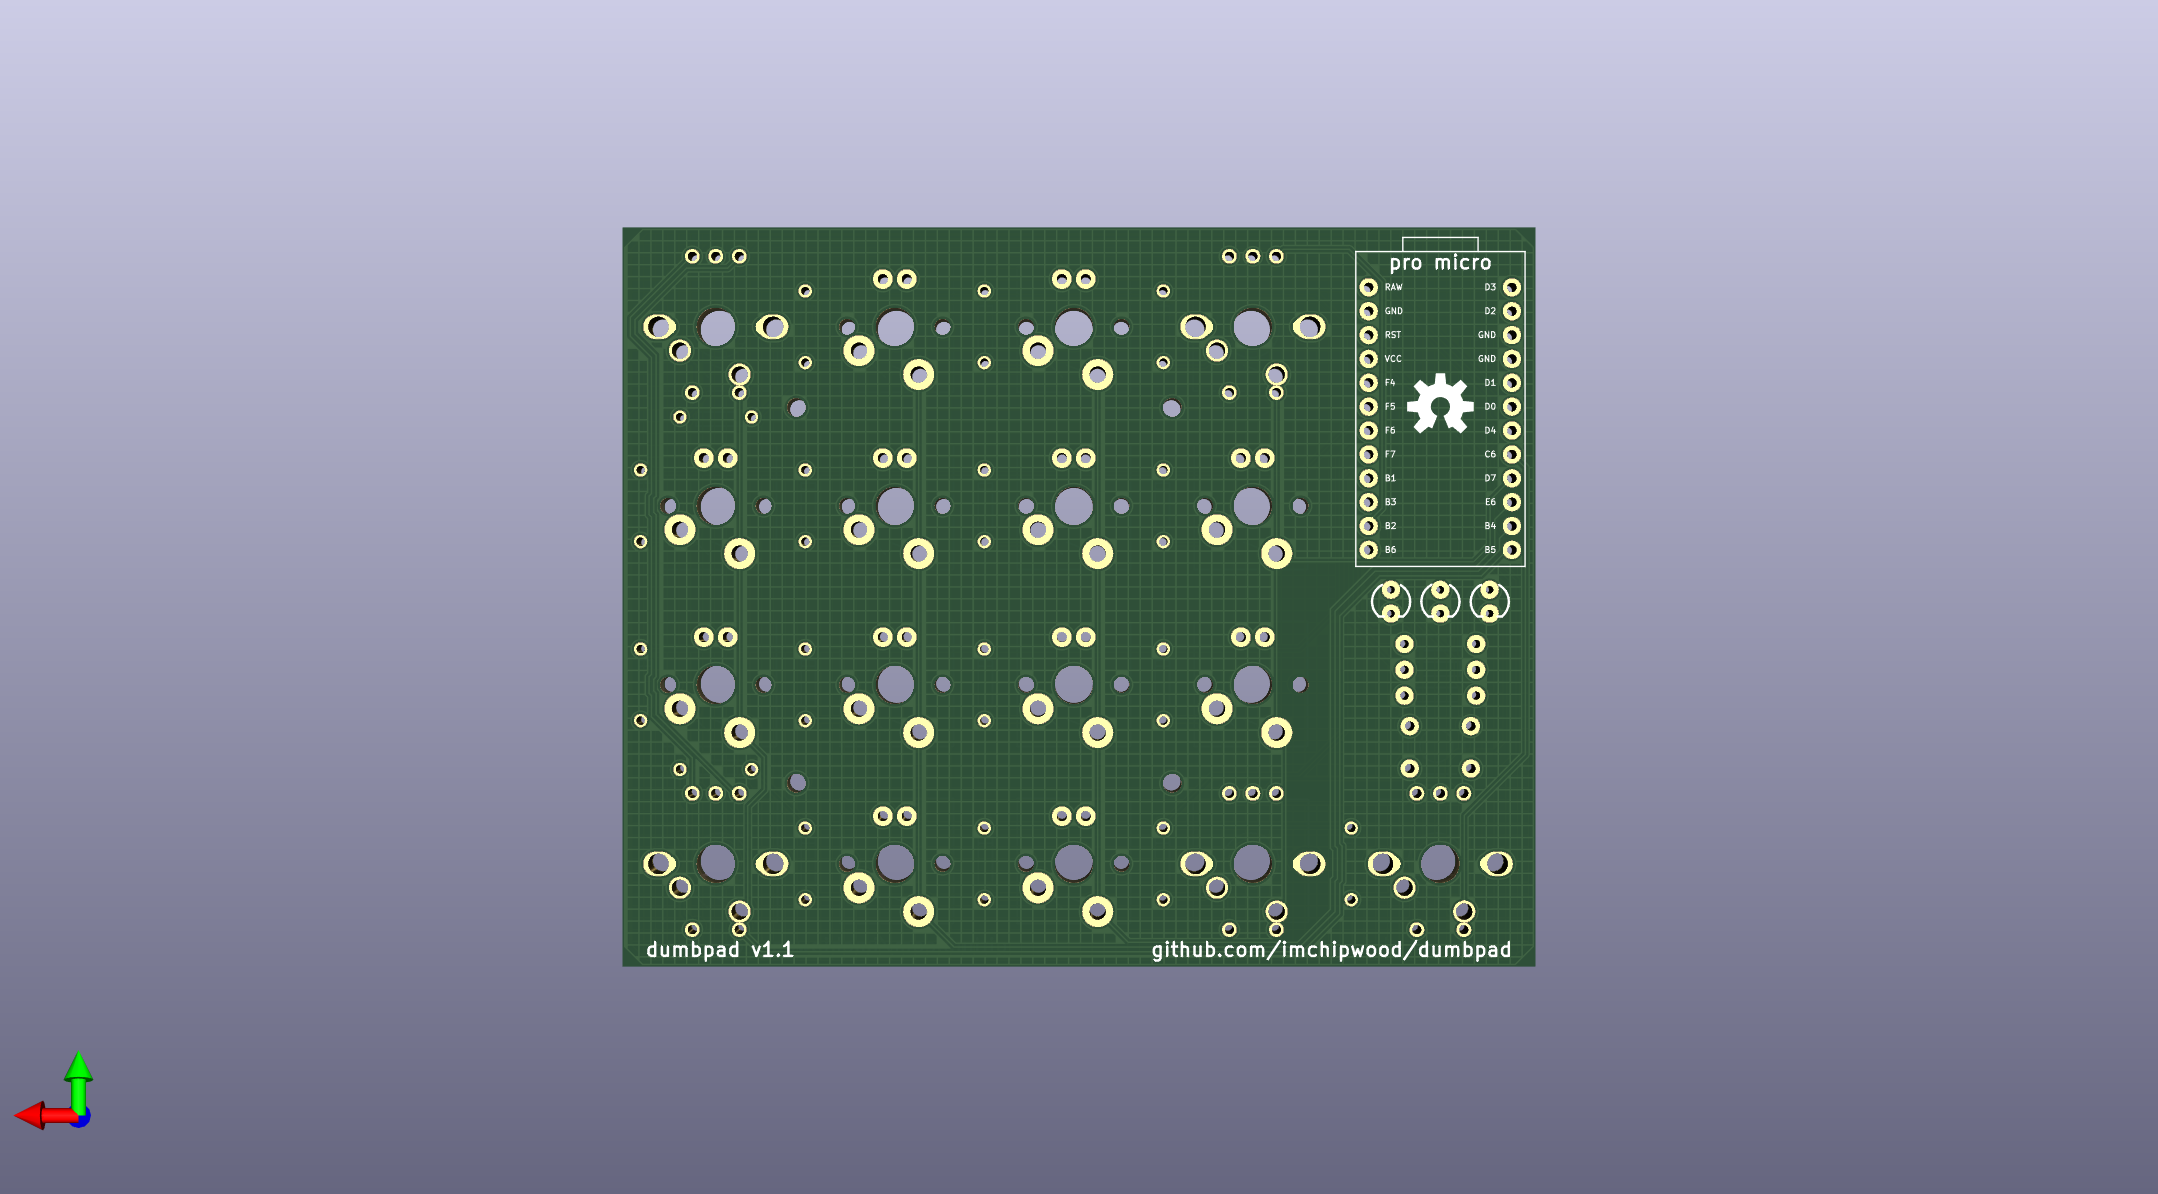 pro micro
RAW D3
GND D2
RST GND
VCC GND
F4 D1
F5 D0
F6 D4
F7 C6
B1 D7
B3 E6
B2 B4
B6 B5
dumbpad v1.1 github.com/imchipwood/dumbpad